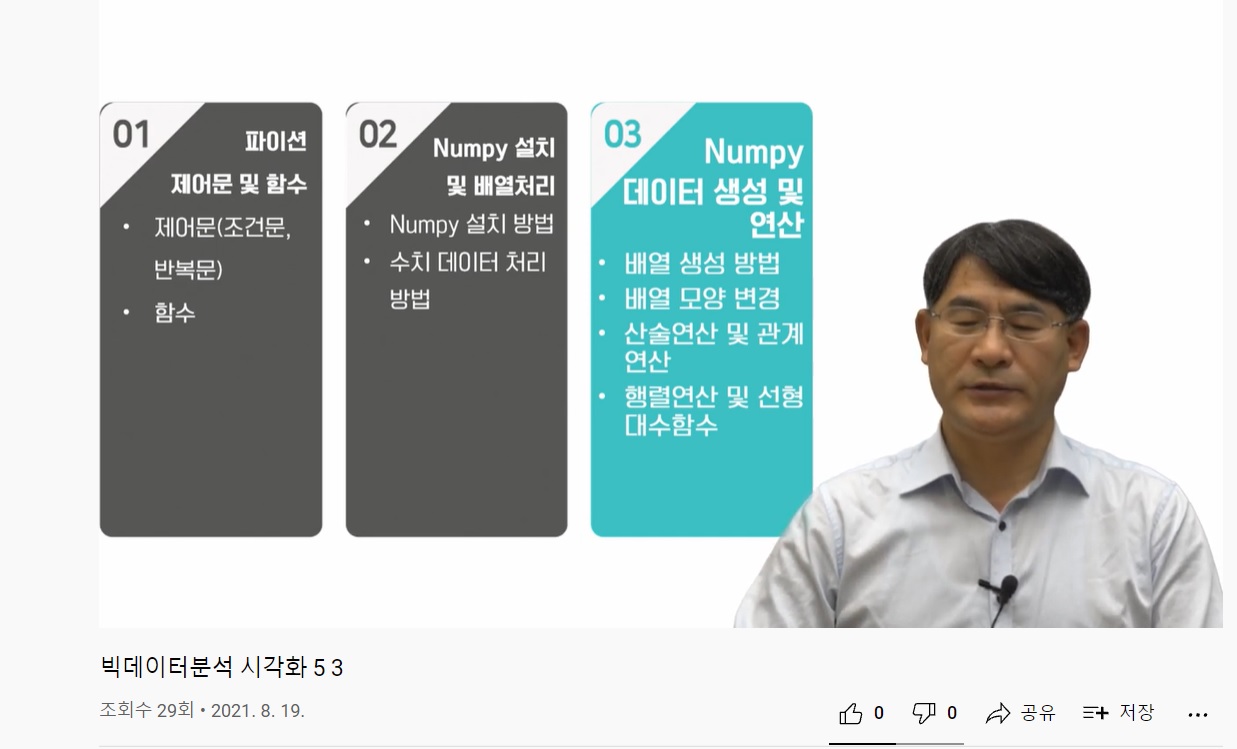 01
파이션
제어문 및 함수
• 제어문(조건문,
반복문)
• 함수
02
Numpy 설치
및 배열처리
• Numpy 설치 방법
• 수치 데이터 처리
방법
03
Numpy
데이터 생성 및
연산
• 배열 생성 방법
• 배열 모양 변경
• 산술연산 및 관계
연산
• 행렬연산 및 선형
대수함수
빅데이터분석 시각화 5 3
조회수 29회 • 2021. 8. 19.
0 0 공유 저장 ...